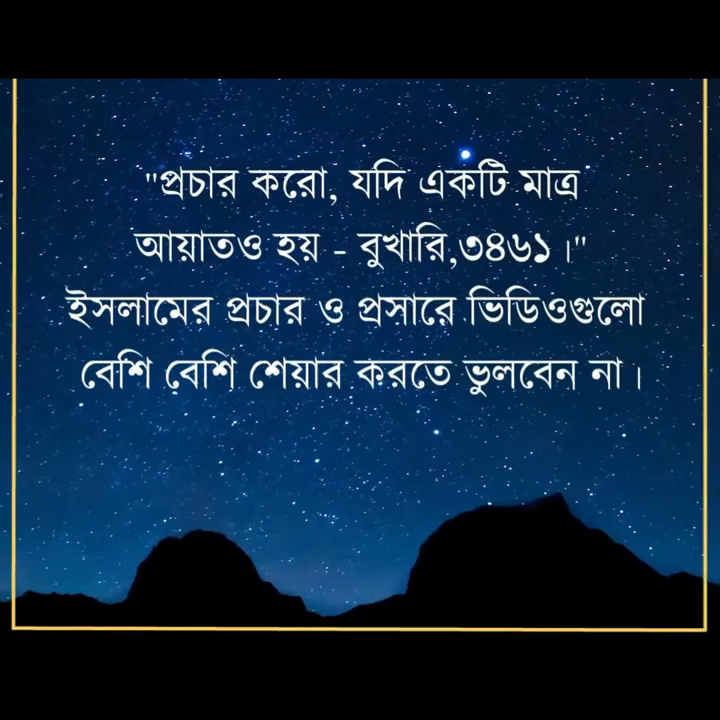 "প্রচার করো, যদি একটি মাত্র
আয়াতও হয় - বুখারি,৩৪৬১।"
ইসলামের প্রচার ও প্রসারে ভিডিওগুলো
বেশি বেশি শেয়ার করতে ভুলবেন না।